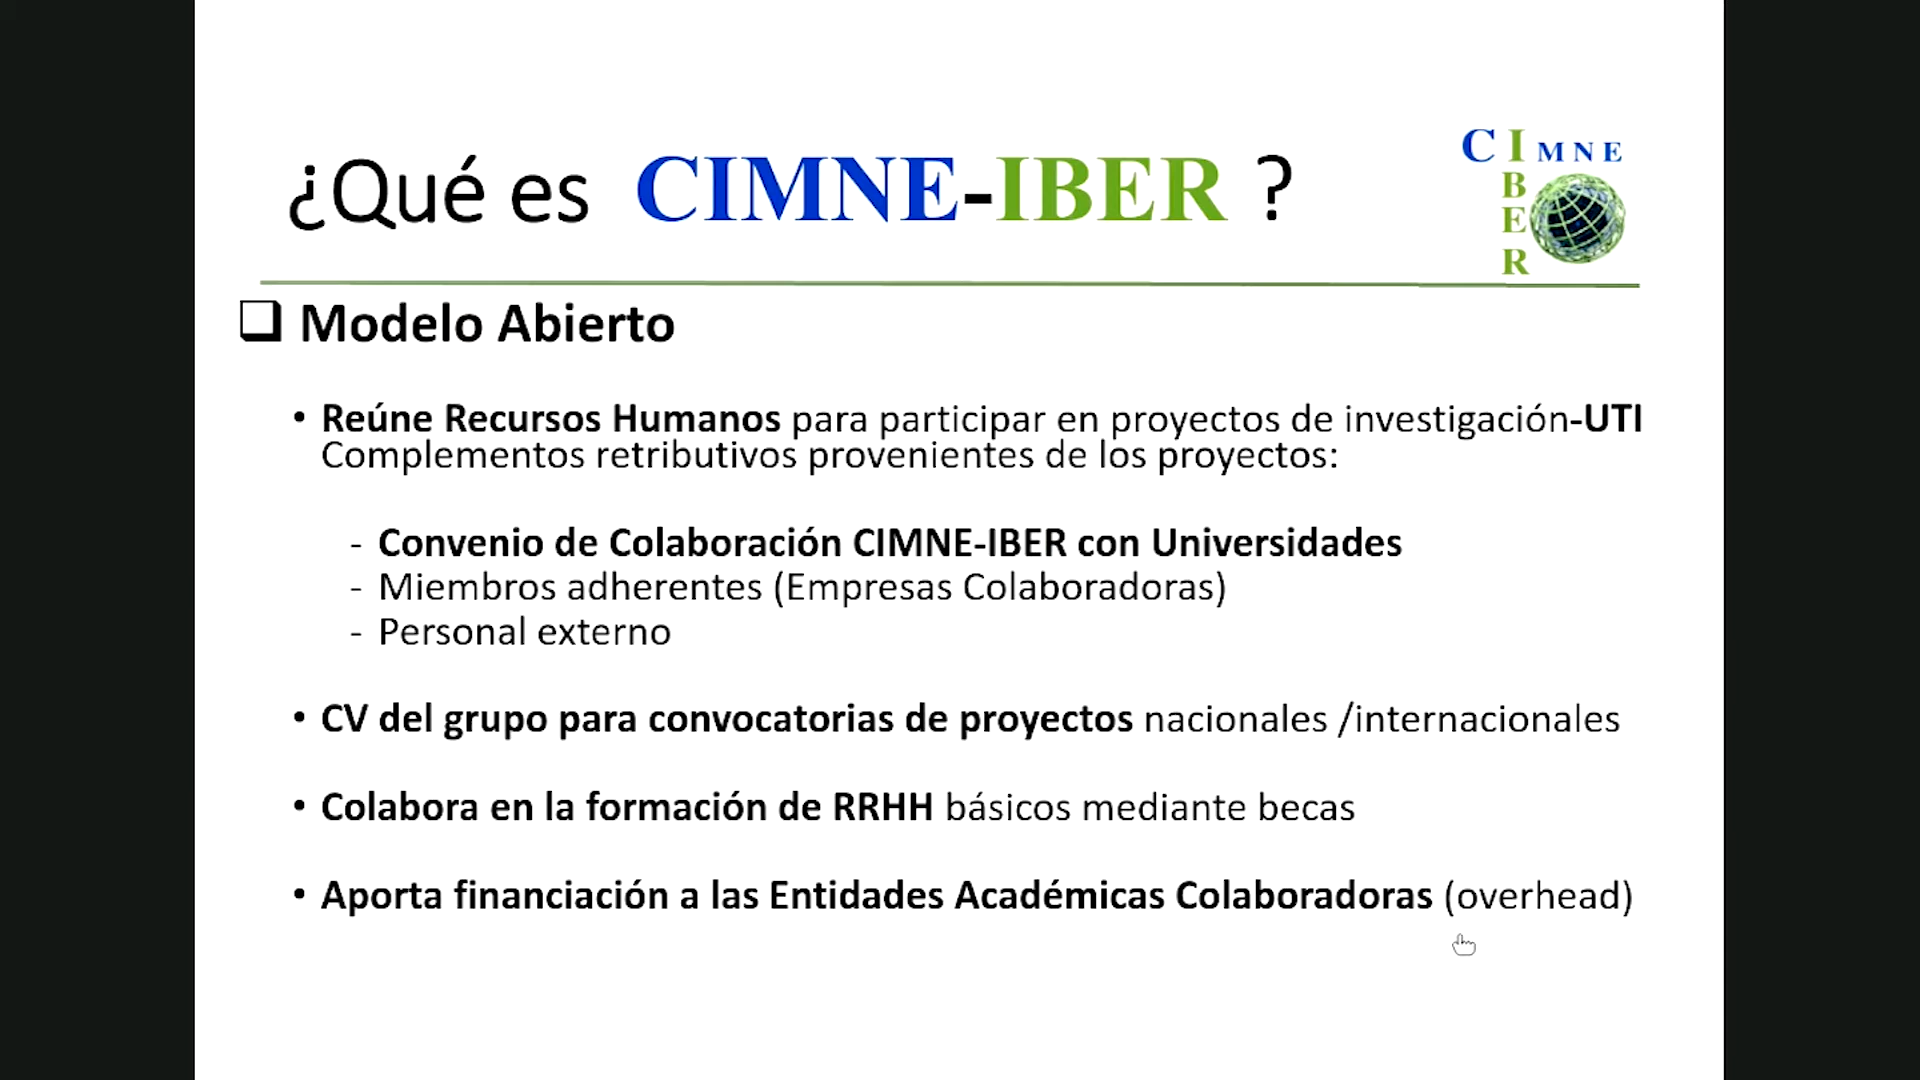 ¿Qué es CIMNE-IBER ?
CIMNE
IBER
Modelo Abierto
• Reúne Recursos Humanos para participar en proyectos de investigación-UTI
Complementos retributivos provenientes de los proyectos:
- Convenio de Colaboración CIMNE-IBER con Universidades
- Miembros adherentes (Empresas Colaboradoras)
- Personal externo
• CV del grupo para convocatorias de proyectos nacionales /internacionales
• Colabora en la formación de RRHH básicos mediante becas
• Aporta financiación a las Entidades Académicas Colaboradoras (overhead)